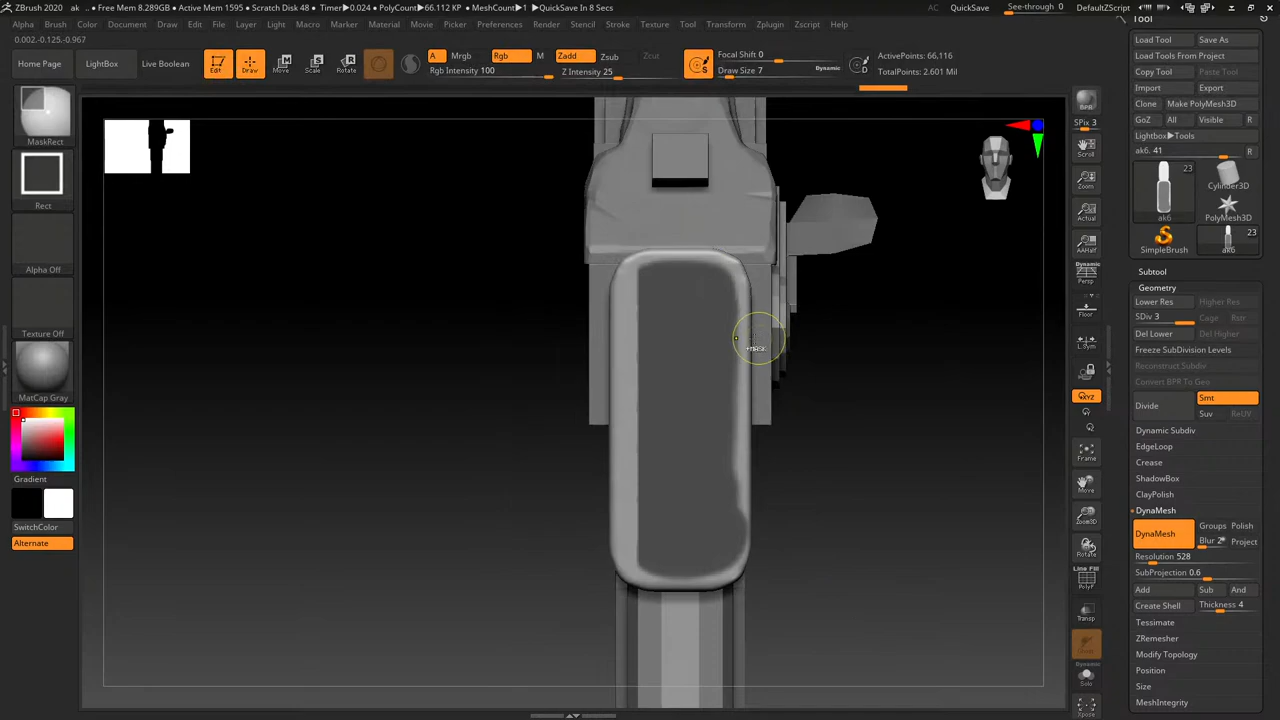 ZBrush 2020 ak .. • Free Mem 8.289GB • Active Mem 1595 • Scratch Disk 48 • Timer▶0.024 • PolyCount▶66.112 KP • MeshCount▶1 ▶QuickSave In 8 Secs
AC QuickSave See-through 0 DefaultZScript
Alpha Brush Color Document Draw Edit File Layer Light Macro Marker Material Movie Picker Preferences Render Stencil Stroke Texture Tool Transform Zplugin Zscript
Tool
0.002,-0.125,-0.967
Load Tool Save As
Load Tools From Project
Copy Tool Paste Tool
Import Export
Clone Make PolyMesh3D
GoZ All Visible R
Lightbox▶Tools
ak6. 41 R
Home Page LightBox Live Boolean
Edit Draw Move Scale Rotate
A Mrgb Rgb M Zadd Zsub Zcut
Rgb Intensity 100 Z Intensity 25
S Focal Shift 0
Draw Size 7 Dynamic
D ActivePoints: 66,116
TotalPoints: 2.601 Mil
MaskRect
Rect
Alpha Off
Texture Off
MatCap Gray
Gradient
SwitchColor
Alternate
+MASK
BPR
SPix 3
Scroll
Zoom
Actual
AAHalf
Dynamic
Persp
Floor
L.Sym
XYZ
Frame
Move
Zoom3D
Rotate
Line Fill
PolyF
Transp
Dynamic
Solo
Xpose
23 Cylinder3D
ak6 PolyMesh3D
23
SimpleBrush ak6
Subtool
Geometry
Lower Res Higher Res
SDiv 3 Cage Rstr
Del Lower Del Higher
Freeze SubDivision Levels
Reconstruct Subdiv
Convert BPR To Geo
Divide Smt
Suv ReUV
Dynamic Subdiv
EdgeLoop
Crease
ShadowBox
ClayPolish
DynaMesh
DynaMesh Groups Polish
Blur 2 Project
Resolution 528
SubProjection 0.6
Add Sub And
Create Shell Thickness 4
Tessimate
ZRemesher
Modify Topology
Position
Size
MeshIntegrity